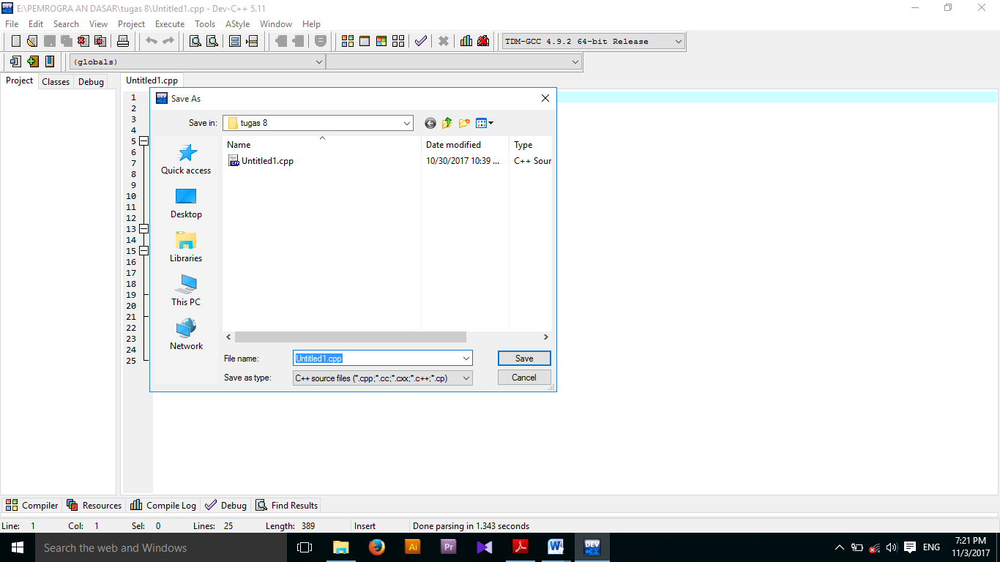 E:\PEMROGRA AN DASAR\tugas 8\Untitled1.cpp - Dev-C++ 5.11
File Edit Search View Project Execute Tools AStyle Window Help
TDM-GCC 4.9.2 64-bit Release
(globals)
Project Classes Debug Untitled1.cpp
1
2
3
4
5
6
7
8
9
10
11
12
13
14
15
16
17
18
19
20
21
22
23
24
25
Save As
Save in: tugas 8
Name Date modified Type
Untitled1.cpp 10/30/2017 10:39 ... C++ Sour
Quick access
Desktop
Libraries
This PC
Network
File name: Untitled1.cpp Save
Save as type: C++ source files (*.cpp;*.cc;*.cxx;*.c++;*.cp) Cancel
Compiler Resources Compile Log Debug Find Results
Line: 1 Col: 1 Sel: 0 Lines: 25 Length: 389 Insert Done parsing in 1.343 seconds
Search the web and Windows Ai Pr W DEV ENG 7:21 PM
11/3/2017